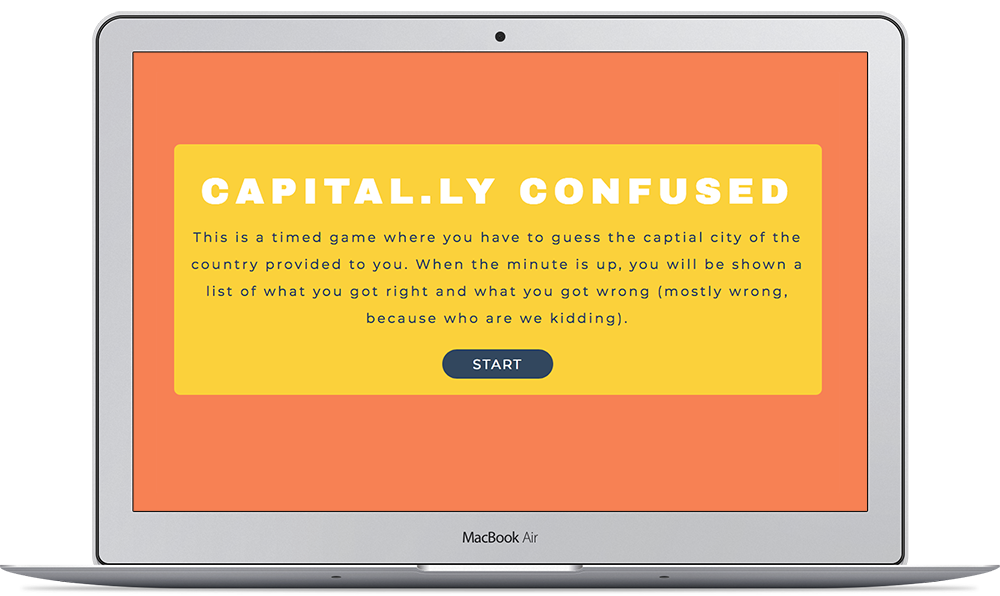 CAPITAL.LY CONFUSED
This is a timed game where you have to guess the captial city of the
country provided to you. When the minute is up, you will be shown a
list of what you got right and what you got wrong (mostly wrong,
because who are we kidding).
START
MacBook Air